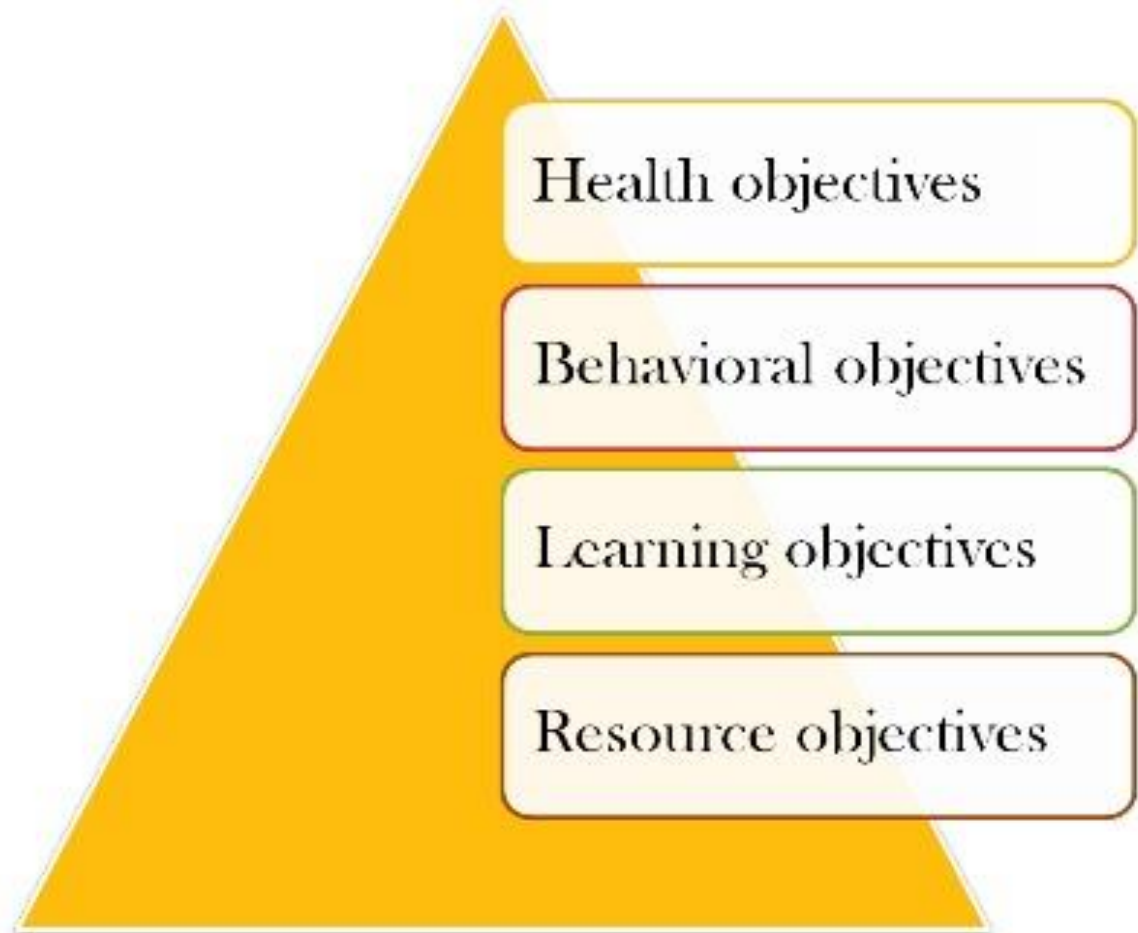 Health objectives
Behavioral objectives
Learning objectives
Resource objectives